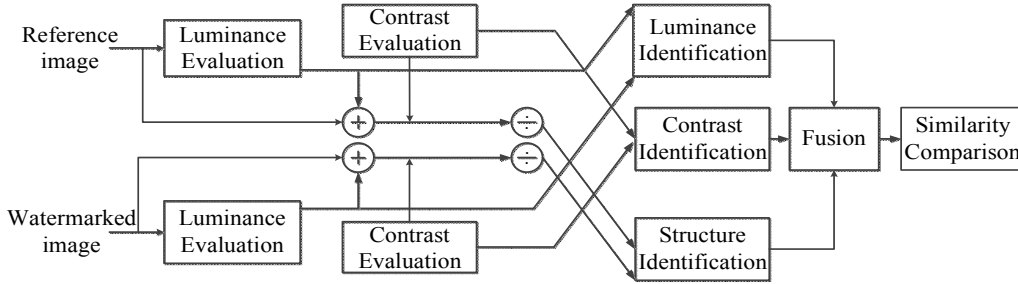 Reference
image
Luminance
Evaluation
Contrast
Evaluation
Luminance
Identification
+
÷
Contrast
Identification
Fusion
Similarity
Comparison
+
÷
Watermarked
image
Luminance
Evaluation
Contrast
Evaluation
Structure
Identification